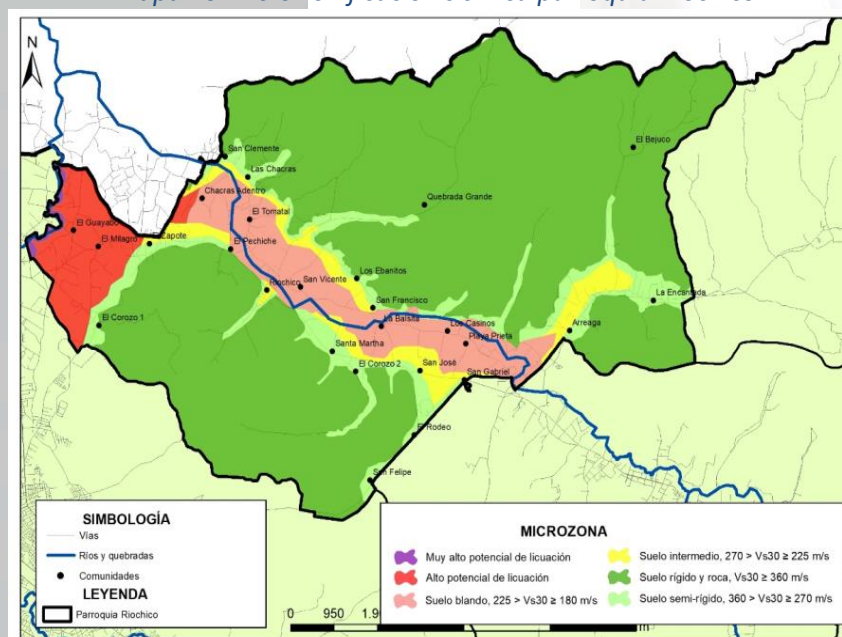 N
San Clemente
El Bejuco
Las Chacras
Chacras Adentro
Quebrada Grande
El Tomatal
El Guayabo
El Milagro
El Zapote
El Pechiche
Los Ebanitos
Riochico
San Vicente
La Encantada
San Francisco
El Corozo 1
La Balsita
Los Casinos
Arreaga
Playa Prieta
Santa Martha
El Corozo 2
San José
San Gabriel
El Rodeo
San Felipe
SIMBOLOGÍA
Vías
Ríos y quebradas
Comunidades
LEYENDA
Parroquia Riochico
MICROZONA
Muy alto potencial de licuación
Alto potencial de licuación
Suelo blando, 225 > Vs30 ≥ 180 m/s
Suelo intermedio, 270 > Vs30 ≥ 225 m/s
Suelo rígido y roca, Vs30 ≥ 360 m/s
Suelo semi-rígido, 360 > Vs30 ≥ 270 m/s
0 950 1.9
m